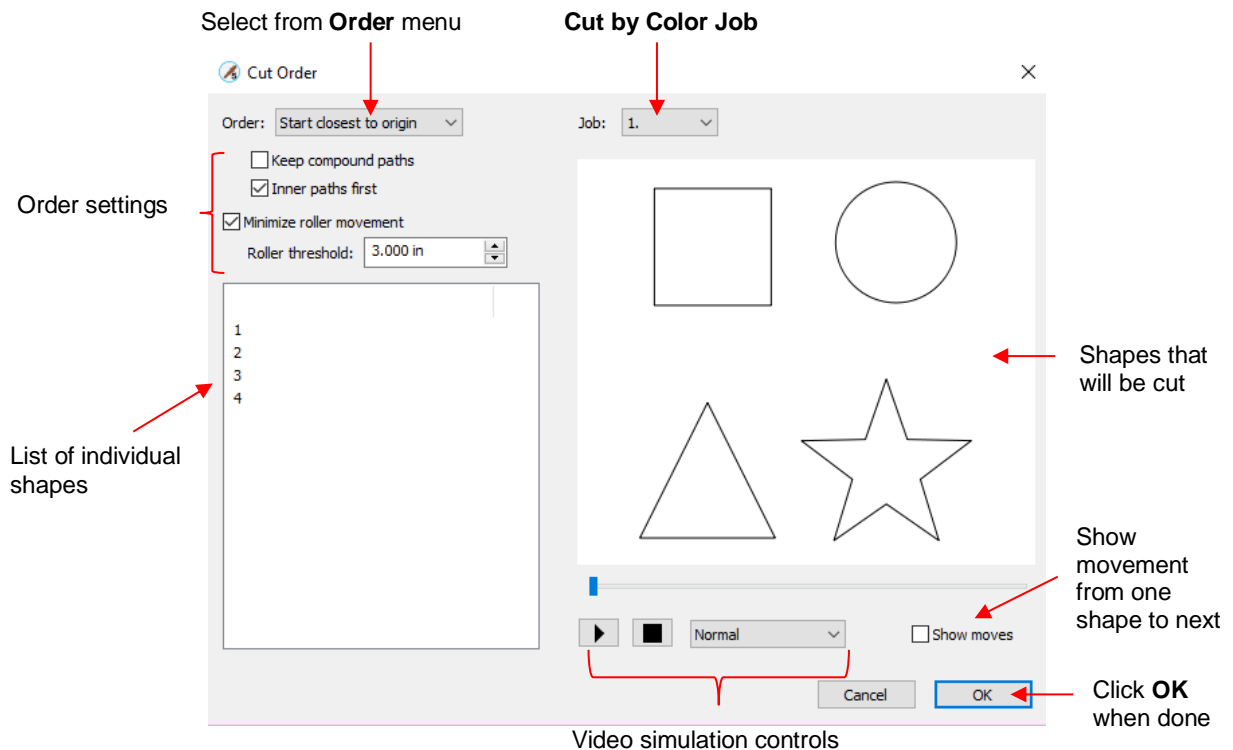 Select from Order menu
Cut by Color Job
Cut Order
Order: Start closest to origin
Job: 1.
Keep compound paths
Inner paths first
Order settings
Minimize roller movement
Roller threshold: 3.000 in
1
2
3
4
Shapes that
will be cut
List of individual
shapes
Show
movement
from one
shape to next
Normal
Show moves
Cancel
OK
Click OK
when done
Video simulation controls